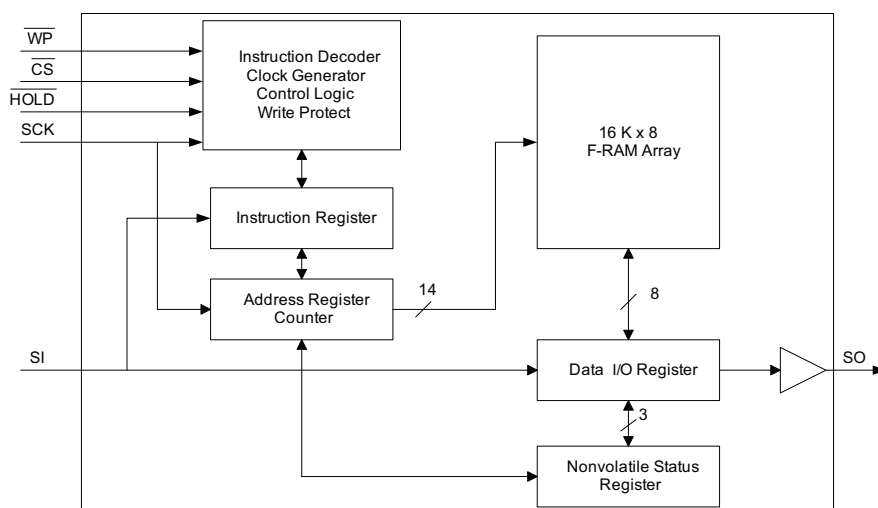 WP
CS
HOLD
SCK
Instruction Decoder
Clock Generator
Control Logic
Write Protect
16 K x 8
F-RAM Array
Instruction Register
Address Register
Counter
14
8
SI
Data I/O Register
SO
3
Nonvolatile Status
Register